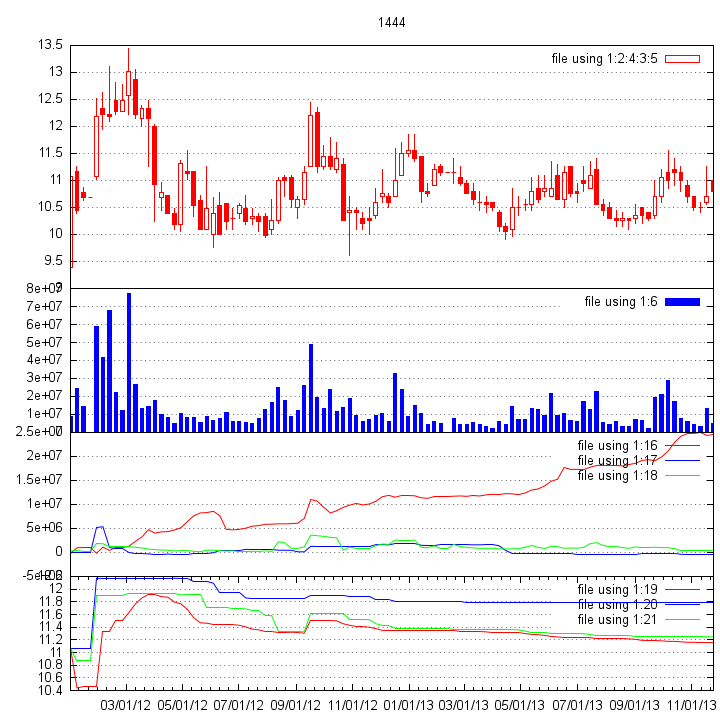 1444
13.5
file using 1:2:4:3:5
13
12.5
12
11.5
11
10.5
10
9.5
9
8e+07
file using 1:6
7e+07
6e+07
5e+07
4e+07
3e+07
2e+07
1e+07
0
2.5e+07
file using 1:16
2e+07
file using 1:17
file using 1:18
1.5e+07
1e+07
5e+06
0
-5e+06
12
file using 1:19
11.8
file using 1:20
11.6
file using 1:21
11.4
11.2
11
10.8
10.6
10.4
03/01/12 05/01/12 07/01/12 09/01/12 11/01/12 01/01/13 03/01/13 05/01/13 07/01/13 09/01/13 11/01/13